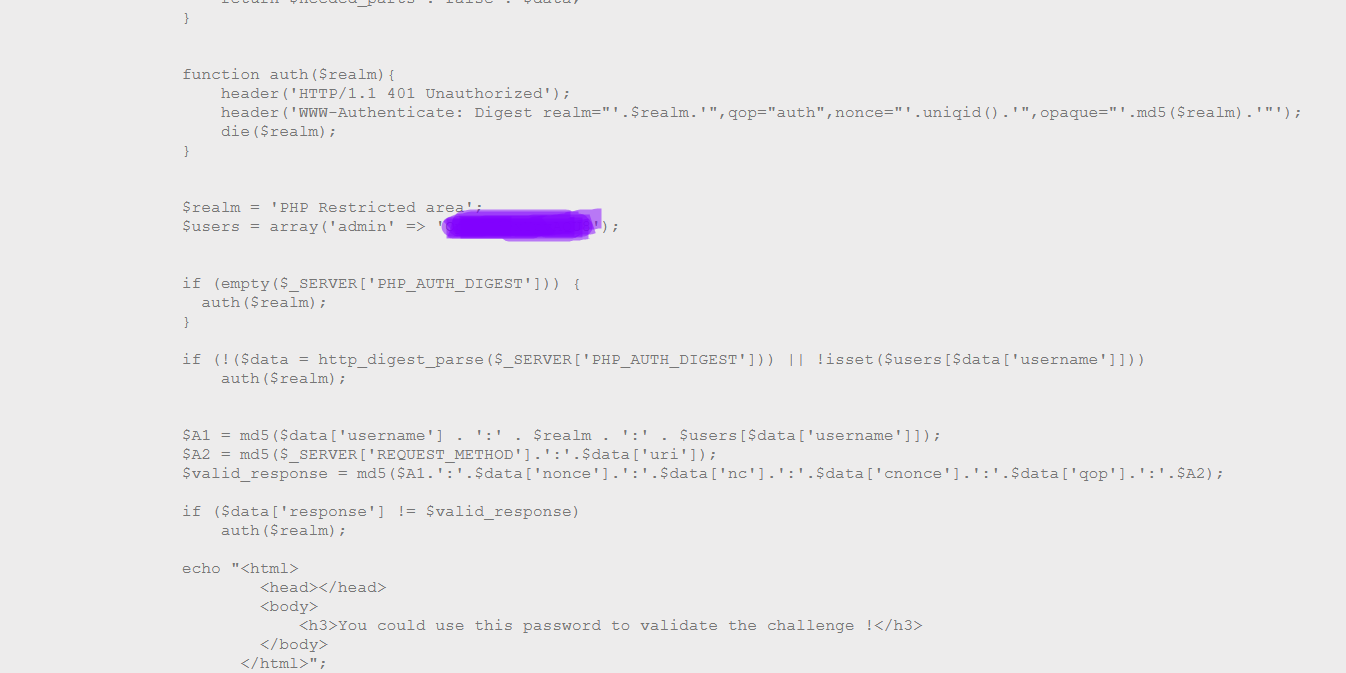 return $needed_parts ? false : $data;
}
function auth($realm){
header('HTTP/1.1 401 Unauthorized');
header('WWW-Authenticate: Digest realm="'.$realm.'",qop="auth",nonce="'.uniqid().'",opaque="'.md5($realm).'"');
die($realm);
}
$realm = 'PHP Restricted area';
$users = array('admin' => '');
if (empty($_SERVER['PHP_AUTH_DIGEST'])) {
auth($realm);
}
if (!($data = http_digest_parse($_SERVER['PHP_AUTH_DIGEST'])) || !isset($users[$data['username']]))
auth($realm);
$A1 = md5($data['username'] . ':' . $realm . ':' . $users[$data['username']]);
$A2 = md5($_SERVER['REQUEST_METHOD'].':'.$data['uri']);
$valid_response = md5($A1.':'.$data['nonce'].':'.$data['nc'].':'.$data['cnonce'].':'.$data['qop'].':'.$A2);
if ($data['response'] != $valid_response)
auth($realm);
echo "<html>
<head></head>
<body>
<h3>You could use this password to validate the challenge !</h3>
</body>
</html>";